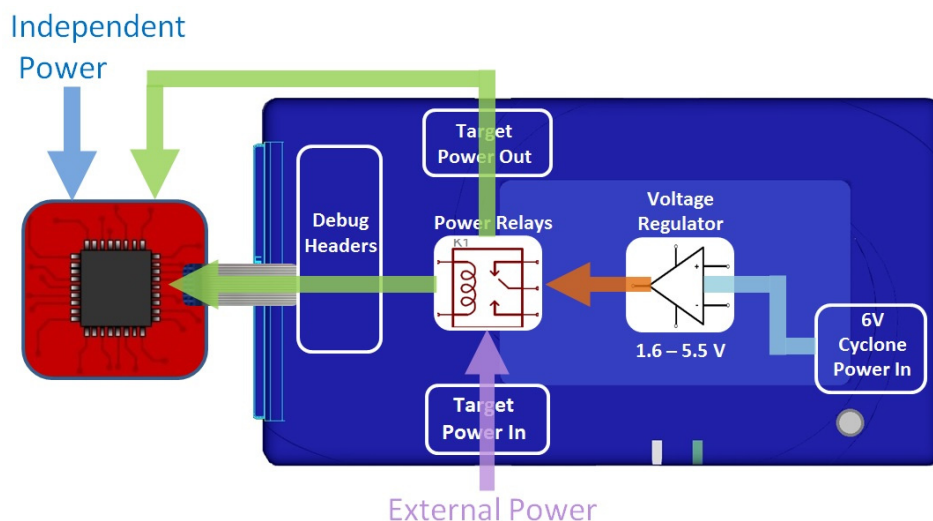 Independent
Power
Target
Power Out
Debug
Headers
Power Relays
K1
Voltage
Regulator
1.6 – 5.5 V
6V
Cyclone
Power In
Target
Power In
External Power